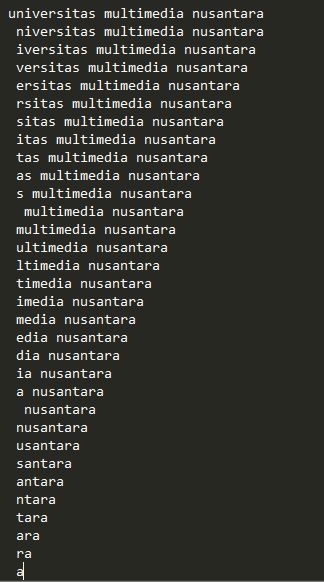 universitas multimedia nusantara
niversitas multimedia nusantara
iversitas multimedia nusantara
versitas multimedia nusantara
ersitas multimedia nusantara
rsitas multimedia nusantara
sitas multimedia nusantara
itas multimedia nusantara
tas multimedia nusantara
as multimedia nusantara
s multimedia nusantara
multimedia nusantara
multimedia nusantara
ultimedia nusantara
ltimedia nusantara
timedia nusantara
imedia nusantara
media nusantara
edia nusantara
dia nusantara
ia nusantara
a nusantara
nusantara
nusantara
usantara
santara
antara
ntara
tara
ara
ra
a